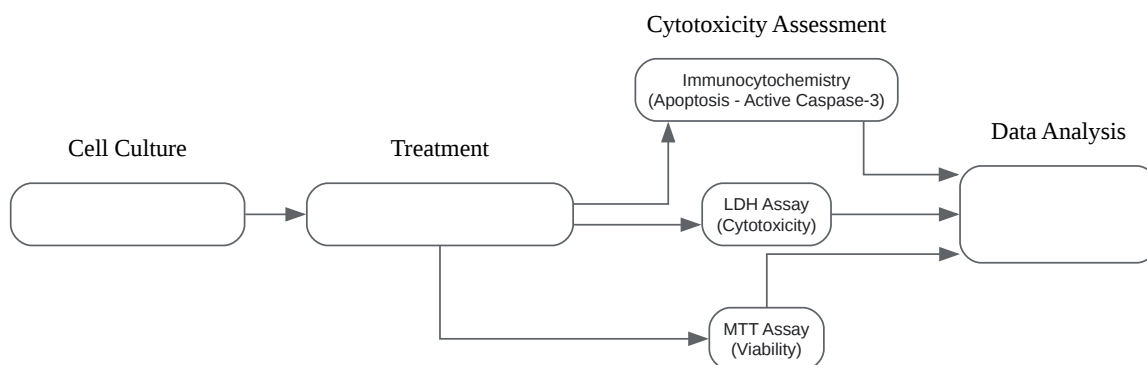 Cytotoxicity Assessment
Immunocytochemistry
(Apoptosis - Active Caspase-3)
Data Analysis
Cell Culture
Treatment
LDH Assay
(Cytotoxicity)
MTT Assay
(Viability)